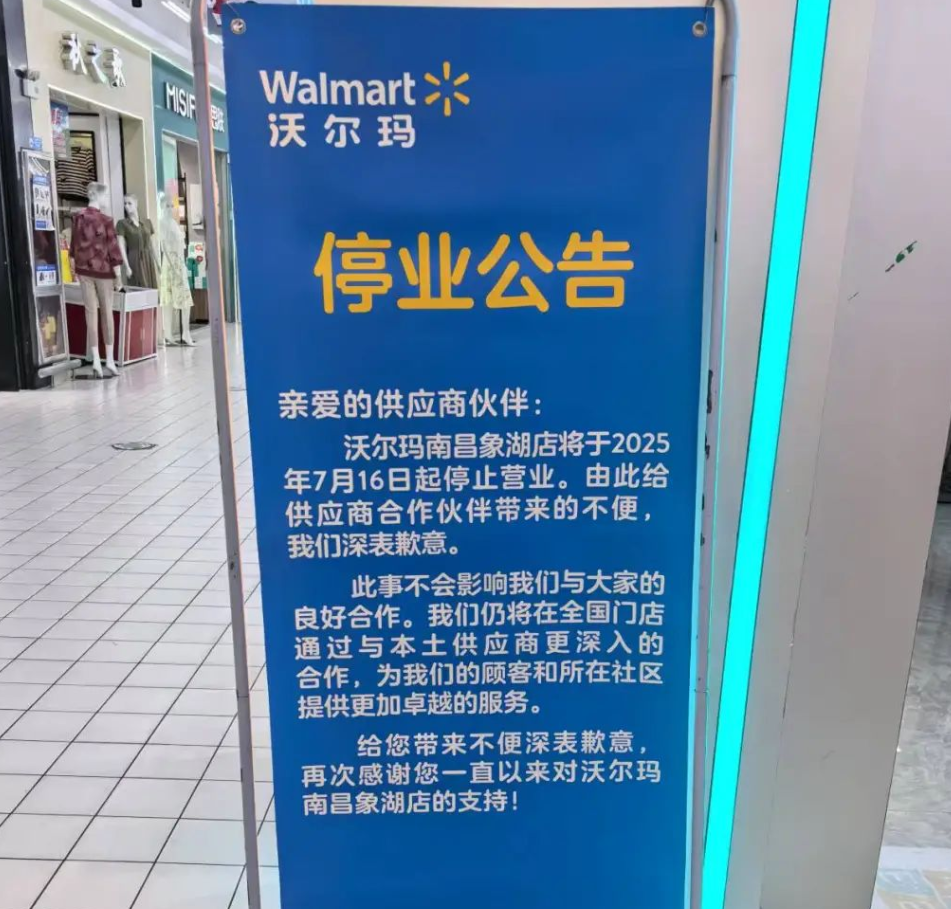 秋之恋
MISIF
Walmart
沃尔玛
停业公告
亲爱的供应商伙伴：
沃尔玛南昌象湖店将于2025
年7月16日起停止营业。由此给
供应商合作伙伴带来的不便，
我们深表歉意。
此事不会影响我们与大家的
良好合作。我们仍将在全国门店
通过与本土供应商更深入的
合作，为我们的顾客和所在社区
提供更加卓越的服务。
给您带来不便深表歉意，
再次感谢您一直以来对沃尔玛
南昌象湖店的支持！